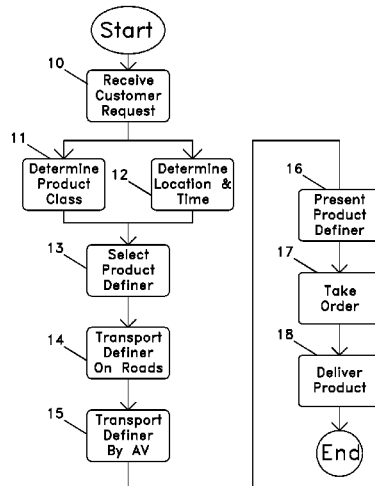 Start
10
Receive
Customer
Request
11
Determine
Product
Class
12
Determine
Location &
Time
13
Select
Product
Definer
14
Transport
Definer
On Roads
15
Transport
Definer
By AV
16
Present
Product
Definer
17
Take
Order
18
Deliver
Product
End